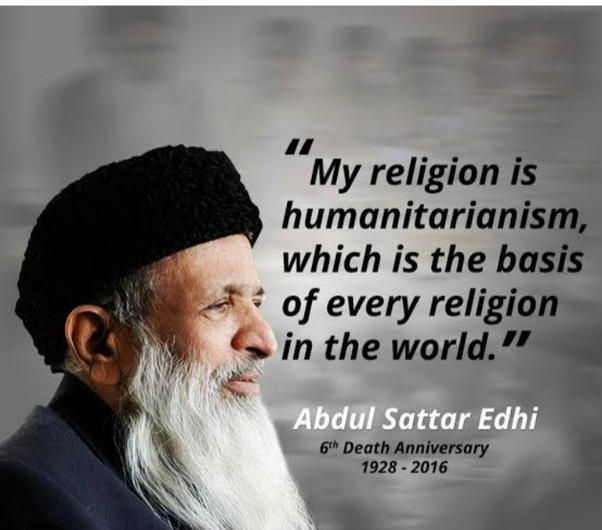 “My religion is
humanitarianism,
which is the basis
of every religion
in the world.”
Abdul Sattar Edhi
6th Death Anniversary
1928 - 2016